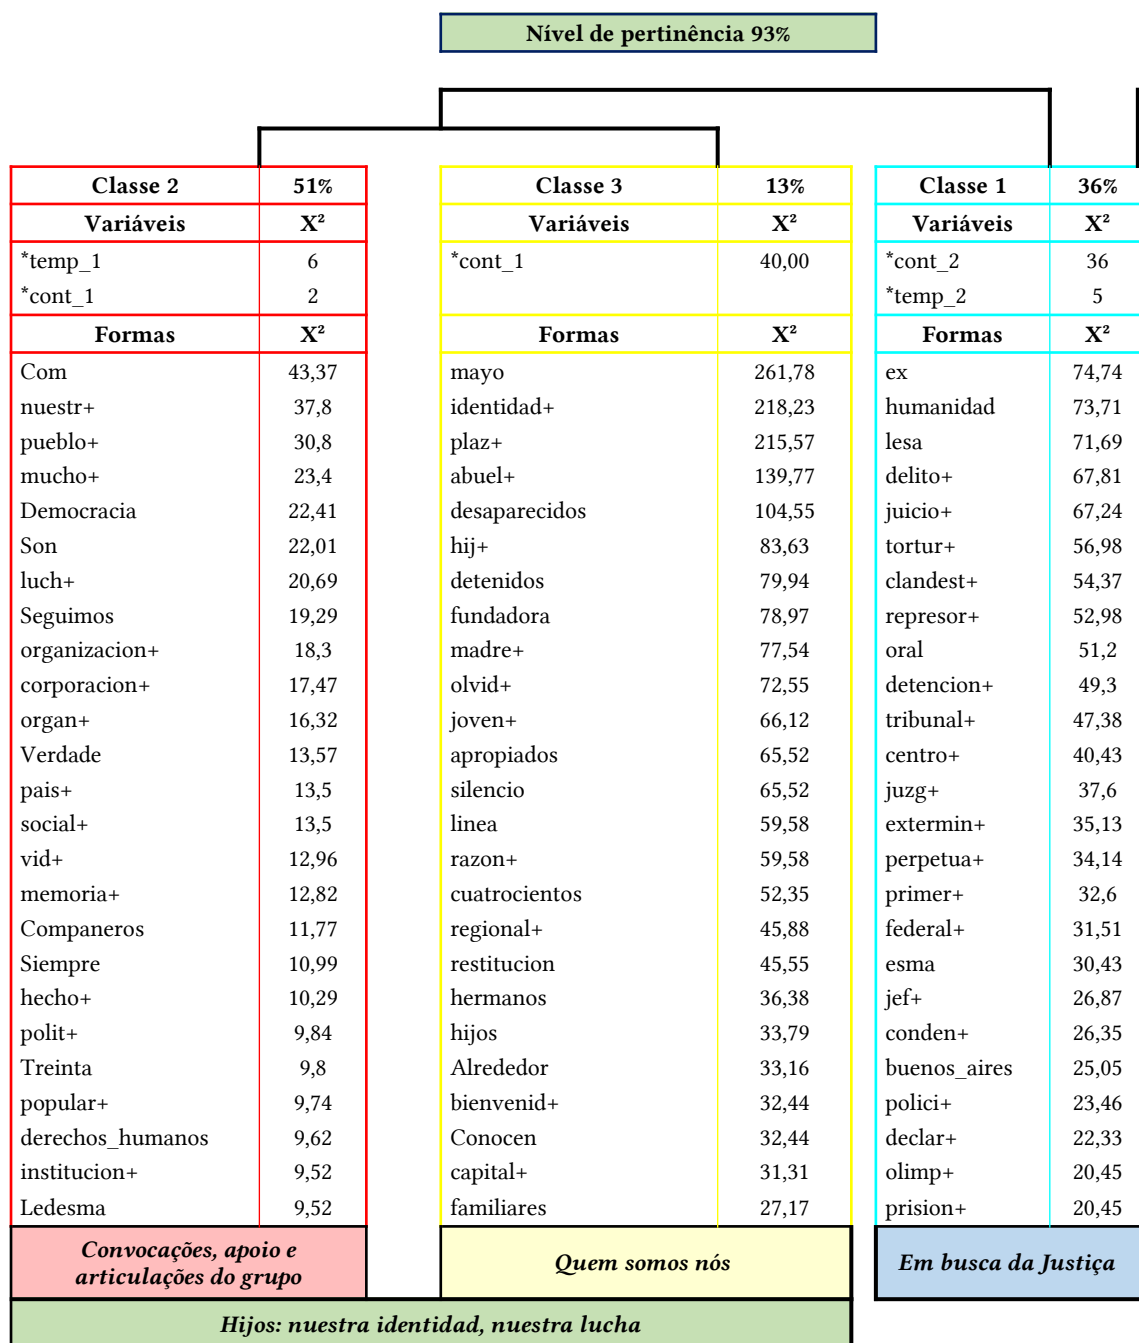 Nível de pertinência 93%
Classe 2 51% Classe 3 13% Classe 1 36%
Variáveis X² Variáveis X² Variáveis X²
*temp_1 6 *cont_1 40,00 *cont_2 36
*cont_1 2 *temp_2 5
Formas X² Formas X² Formas X²
Com 43,37 mayo 261,78 ex 74,74
nuestr+ 37,8 identidad+ 218,23 humanidad 73,71
pueblo+ 30,8 plaz+ 215,57 lesa 71,69
mucho+ 23,4 abuel+ 139,77 delito+ 67,81
Democracia 22,41 desaparecidos 104,55 juicio+ 67,24
Son 22,01 hij+ 83,63 tortur+ 56,98
luch+ 20,69 detenidos 79,94 clandest+ 54,37
Seguimos 19,29 fundadora 78,97 represor+ 52,98
organizacion+ 18,3 madre+ 77,54 oral 51,2
corporacion+ 17,47 olvid+ 72,55 detencion+ 49,3
organ+ 16,32 joven+ 66,12 tribunal+ 47,38
Verdade 13,57 apropiados 65,52 centro+ 40,43
pais+ 13,5 silencio 65,52 juzg+ 37,6
social+ 13,5 linea 59,58 extermin+ 35,13
vid+ 12,96 razon+ 59,58 perpetua+ 34,14
memoria+ 12,82 cuatrocientos 52,35 primer+ 32,6
Companeros 11,77 regional+ 45,88 federal+ 31,51
Siempre 10,99 restitucion 45,55 esma 30,43
hecho+ 10,29 hermanos 36,38 jef+ 26,87
polit+ 9,84 hijos 33,79 conden+ 26,35
Treinta 9,8 Alrededor 33,16 buenos_aires 25,05
popular+ 9,74 bienvenid+ 32,44 polici+ 23,46
derechos_humanos 9,62 Conocen 32,44 declar+ 22,33
institucion+ 9,52 capital+ 31,31 olimp+ 20,45
Ledesma 9,52 familiares 27,17 prision+ 20,45
Convocações, apoio e
articulações do grupo Quem somos nós Em busca da Justiça
Hijos: nuestra identidad, nuestra lucha